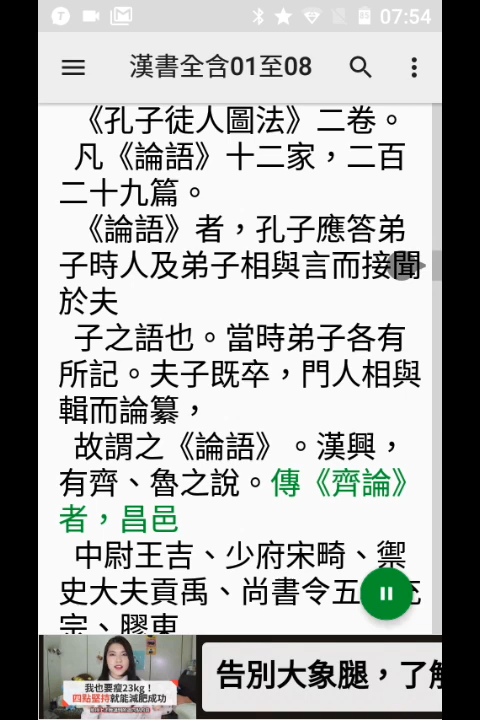 07:54
漢書全含01至08
《孔子徒人圖法》二卷。
凡《論語》十二家，二百
二十九篇。
《論語》者，孔子應答弟
子時人及弟子相與言而接聞
於夫
子之語也。當時弟子各有
所記。夫子既卒，門人相與
輯而論纂，
故謂之《論語》。漢興，
有齊、魯之說。傳《齊論》
者，昌邑
中尉王吉、少府宋畸、禦
史大夫貢禹、尚書令五充
宗、膠東
我也要瘦23kg！
四點堅持就能減肥成功
告別大象腿，了解